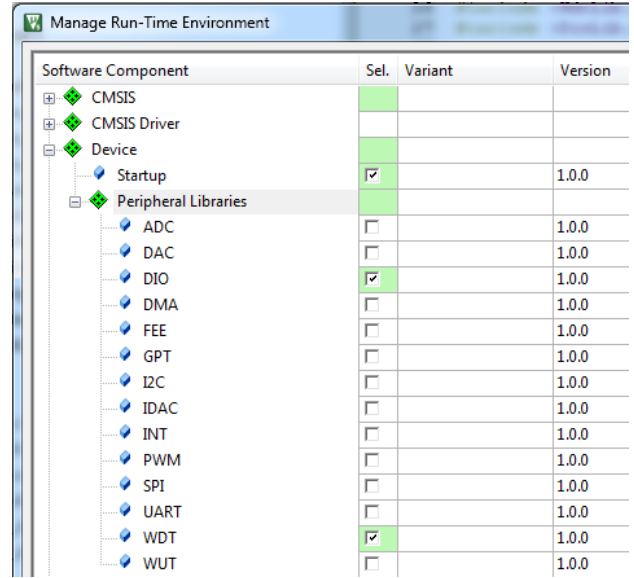 Manage Run-Time Environment
Software Component Sel. Variant Version
CMSIS
CMSIS Driver
Device
Startup 1.0.0
Peripheral Libraries
ADC 1.0.0
DAC 1.0.0
DIO 1.0.0
DMA 1.0.0
FEE 1.0.0
GPT 1.0.0
I2C 1.0.0
IDAC 1.0.0
INT 1.0.0
PWM 1.0.0
SPI 1.0.0
UART 1.0.0
WDT 1.0.0
WUT 1.0.0